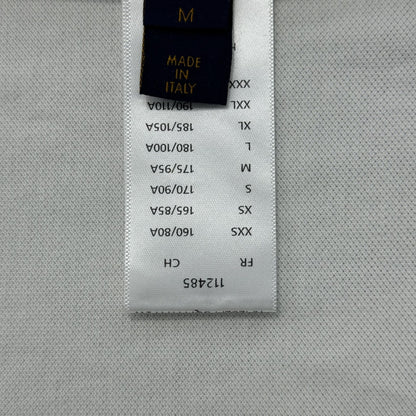 M
MADE
IN
ITALY
112485
FR CH
XXS 160/80A
XS 165/85A
S 170/90A
M 175/95A
L 180/100A
XL 185/105A
XXL 190/110A